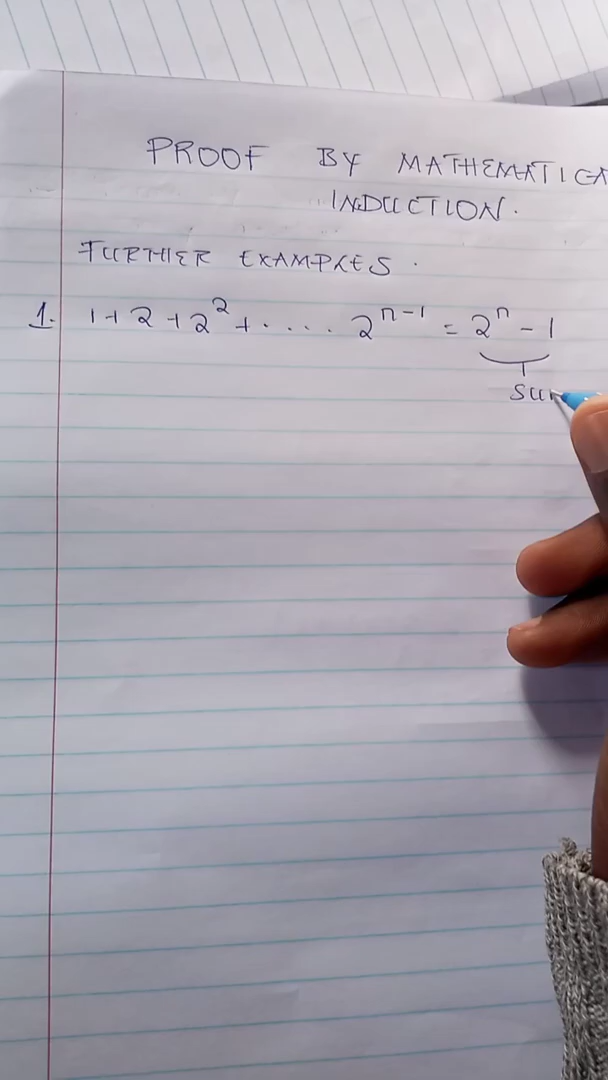 PROOF BY MATHEMATICA
INDUCTION.
FURTHER EXAMPLES.
1. 1+2+2² + .... 2ⁿ⁻¹ = 2ⁿ - 1